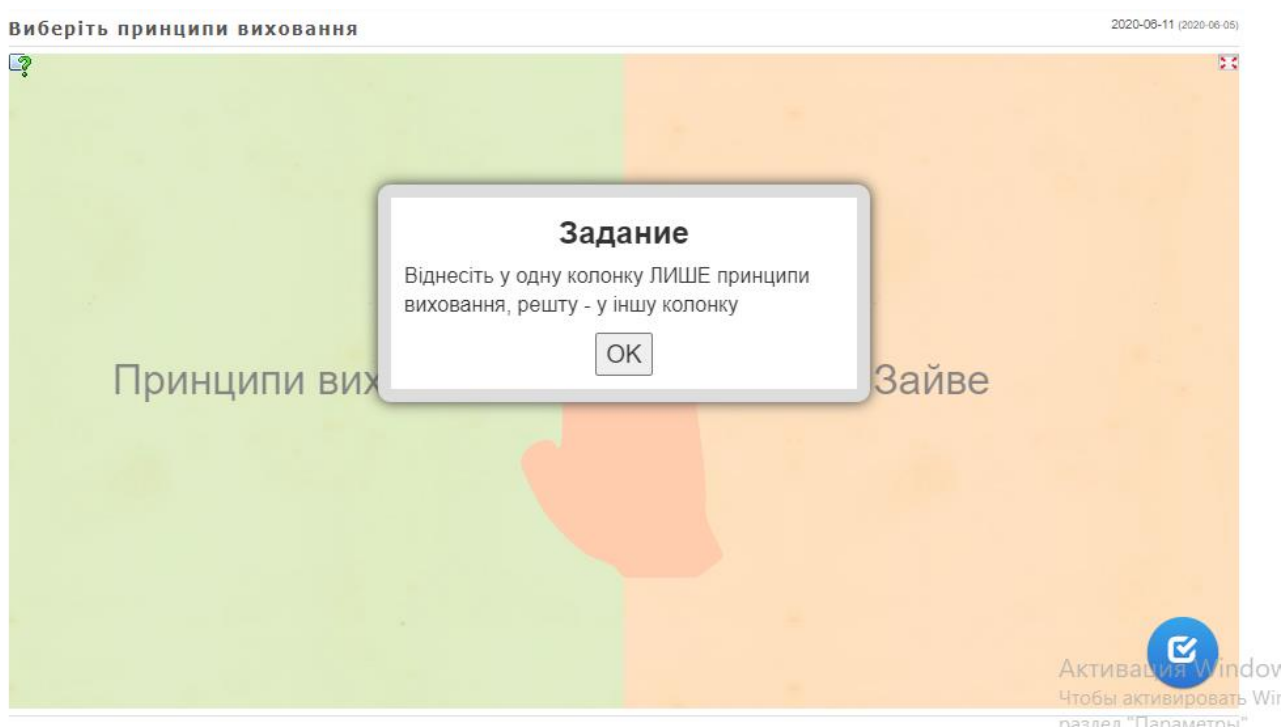 Виберіть принципи виховання
2020-06-11 (2020-06-05)
Задание
Віднесіть у одну колонку ЛИШЕ принципи
виховання, решту - у іншу колонку
OK
Принципи вих
Зайве
Активация Window
Чтобы активировать Win
раздел "Параметры"